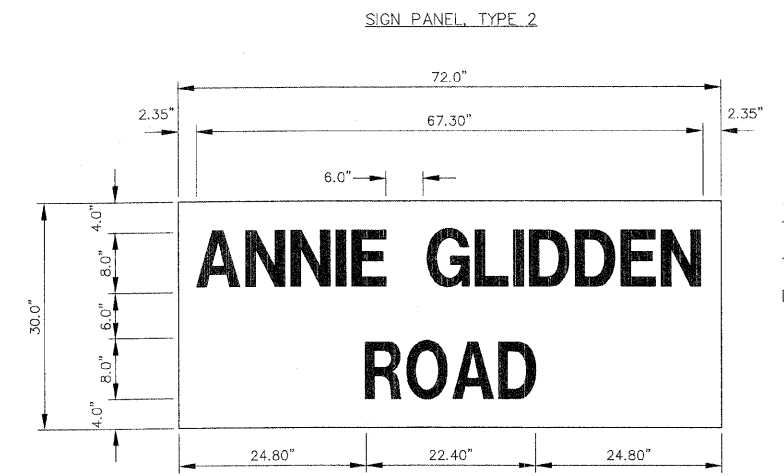 SIGN PANEL, TYPE 2
72.0"
2.35" 67.30" 2.35"
6.0"
4.0"
8.0"
6.0"
8.0"
4.0"
30.0"
ANNIE GLIDDEN
ROAD
24.80" 22.40" 24.80"